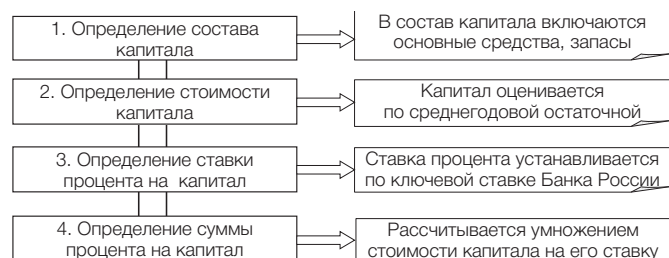 1. Определение состава
капитала
В состав капитала включаются
основные средства, запасы
2. Определение стоимости
капитала
Капитал оценивается
по среднегодовой остаточной
3. Определение ставки
процента на капитал
Ставка процента устанавливается
по ключевой ставке Банка России
4. Определение суммы
процента на капитал
Рассчитывается умножением
стоимости капитала на его ставку